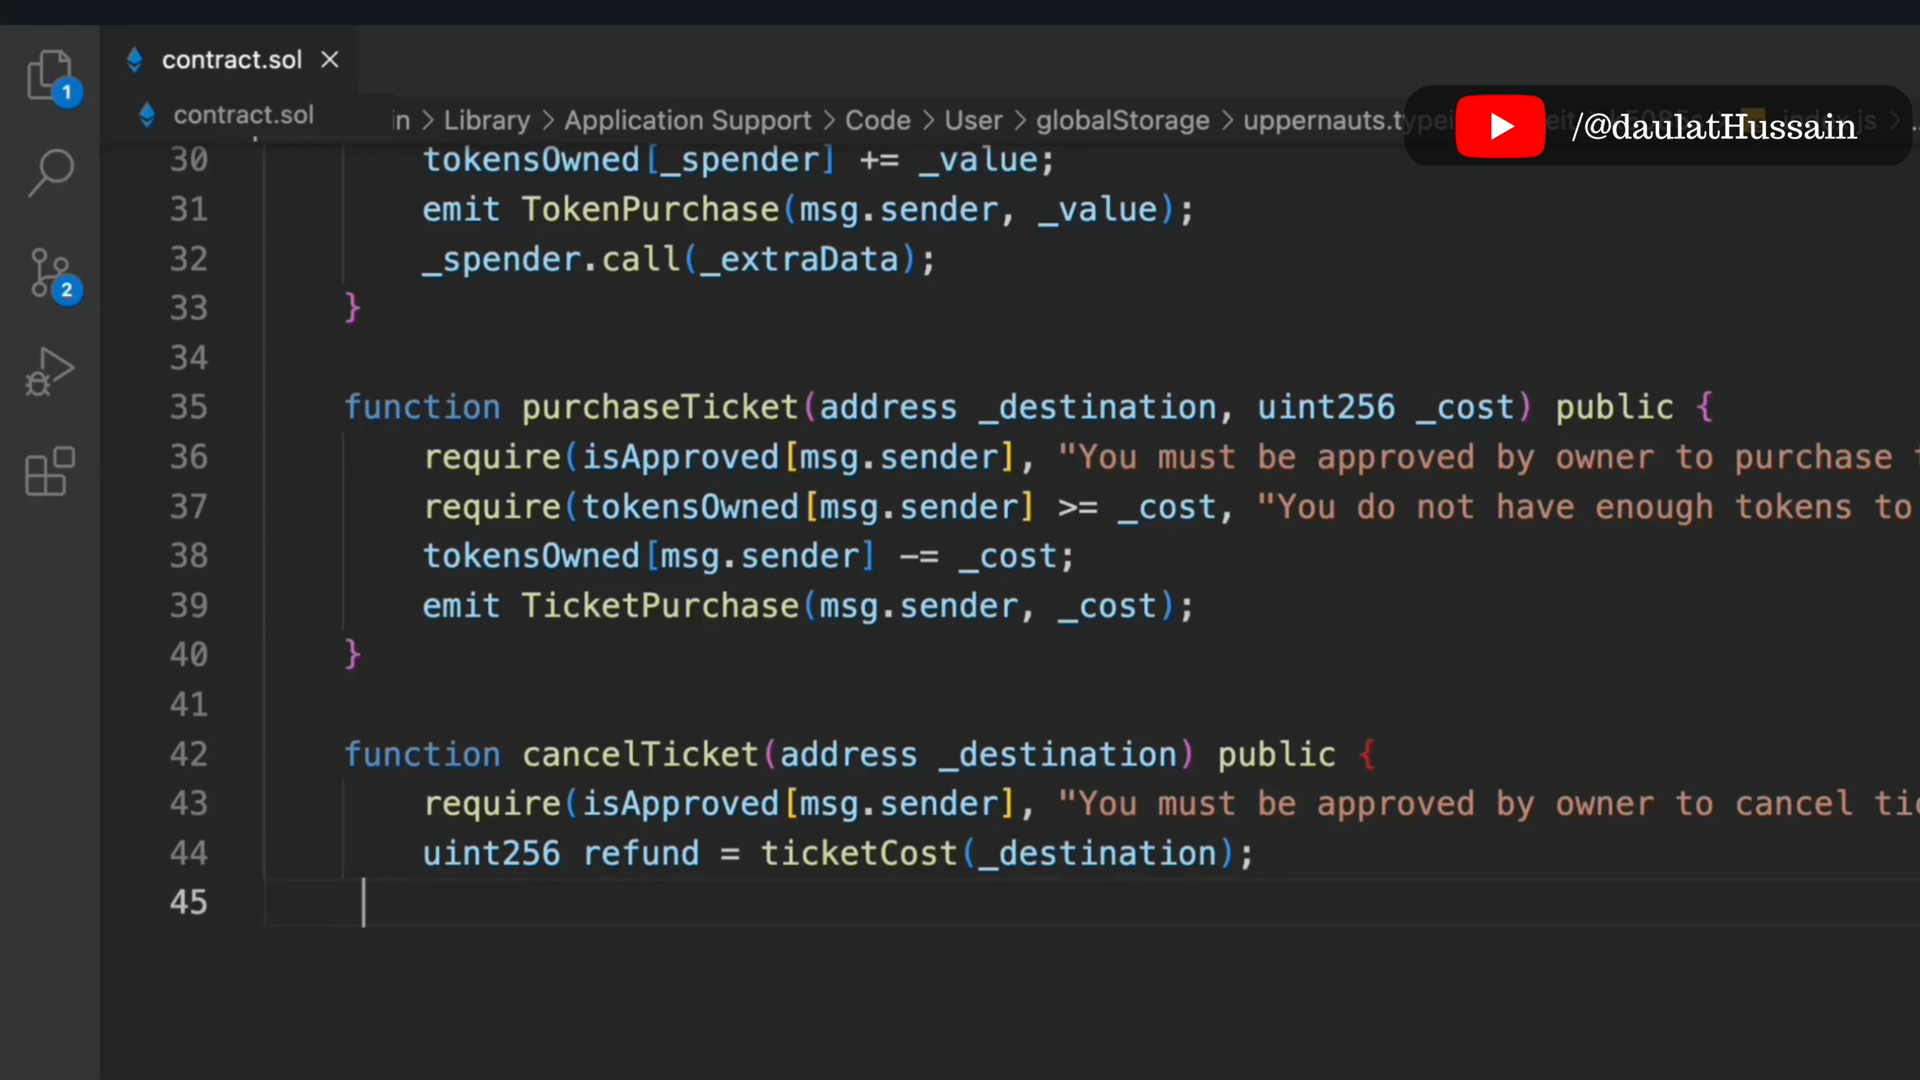 contract.sol
1
contract.sol
in > Library > Application Support > Code > User > globalStorage > uppernauts.typei
/@daulatHussain
30 tokensOwned[_spender] += _value;
31 emit TokenPurchase(msg.sender, _value);
32 _spender.call(_extraData);
33 }
34
35 function purchaseTicket(address _destination, uint256 _cost) public {
36 require(isApproved[msg.sender], "You must be approved by owner to purchase
37 require(tokensOwned[msg.sender] >= _cost, "You do not have enough tokens to
38 tokensOwned[msg.sender] -= _cost;
39 emit TicketPurchase(msg.sender, _cost);
40 }
41
42 function cancelTicket(address _destination) public {
43 require(isApproved[msg.sender], "You must be approved by owner to cancel tic
44 uint256 refund = ticketCost(_destination);
45
2